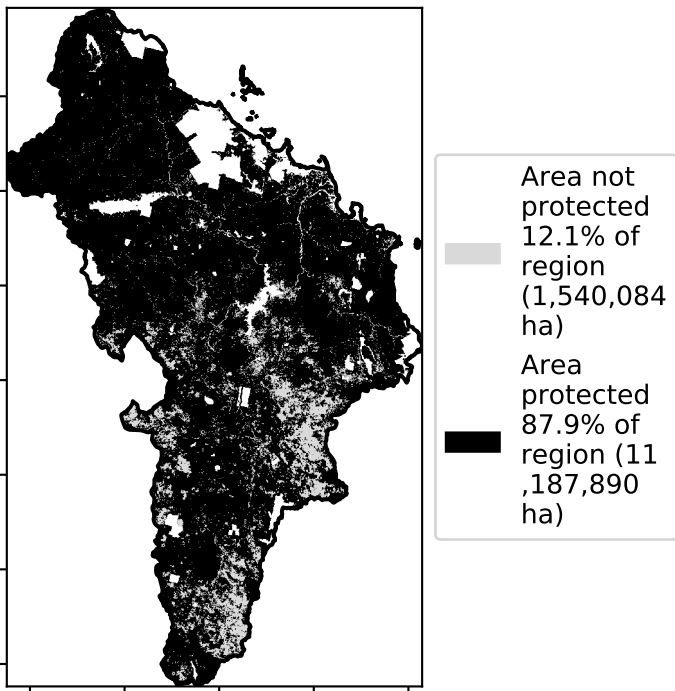 Area not
protected
12.1% of
region
(1,540,084
ha)
Area
protected
87.9% of
region (11
,187,890
ha)